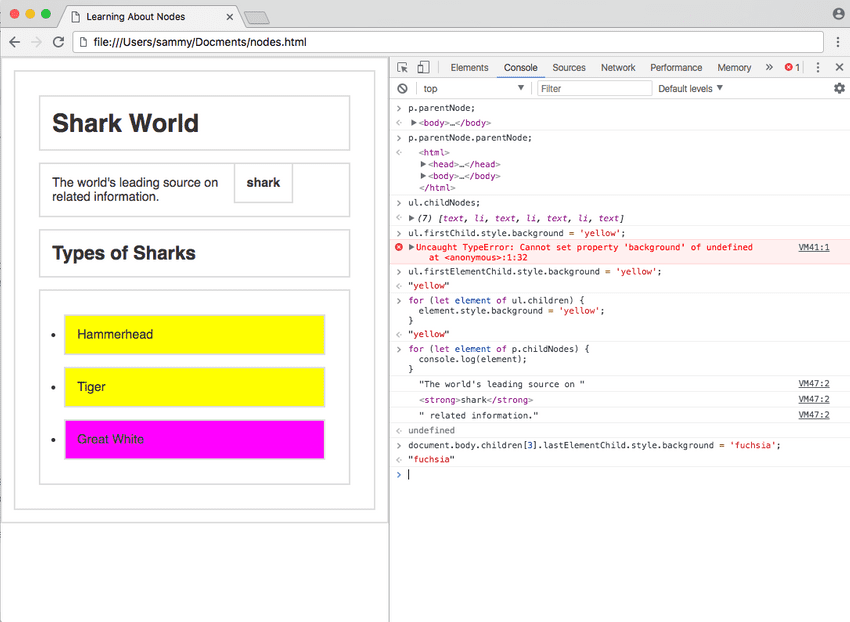 Learning About Nodes
file:///Users/sammy/Docments/nodes.html
Shark World
The world's leading source on shark
related information.
Types of Sharks
Hammerhead
Tiger
Great White
Elements Console Sources Network Performance Memory » 1
top Filter Default levels
p.parentNode;
<body>…</body>
p.parentNode.parentNode;
<html>
<head>…</head>
<body>…</body>
</html>
ul.childNodes;
(7) [text, li, text, li, text, li, text]
ul.firstChild.style.background = 'yellow';
Uncaught TypeError: Cannot set property 'background' of undefined VM41:1
at <anonymous>:1:32
ul.firstElementChild.style.background = 'yellow';
"yellow"
for (let element of ul.children) {
element.style.background = 'yellow';
}
"yellow"
for (let element of p.childNodes) {
console.log(element);
}
"The world's leading source on " VM47:2
<strong>shark</strong> VM47:2
" related information." VM47:2
undefined
document.body.children[3].lastElementChild.style.background = 'fuchsia';
"fuchsia"